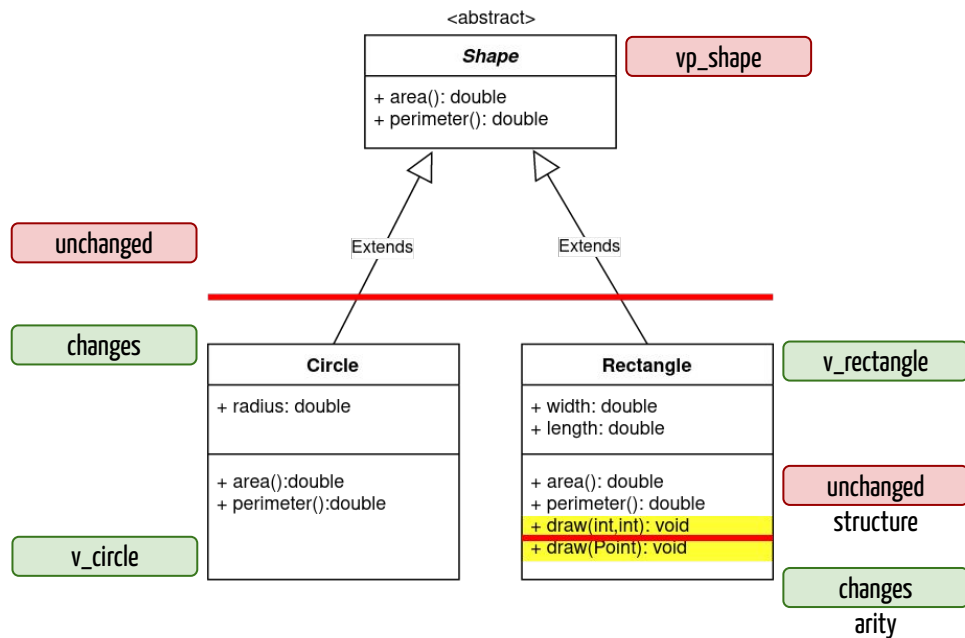 <abstract>
Shape
vp_shape
+ area(): double
+ perimeter(): double
unchanged
Extends
Extends
changes
Circle
Rectangle
v_rectangle
+ radius: double
+ width: double
+ length: double
+ area():double
+ perimeter():double
+ area(): double
+ perimeter(): double
+ draw(int,int): void
+ draw(Point): void
unchanged
structure
v_circle
changes
arity